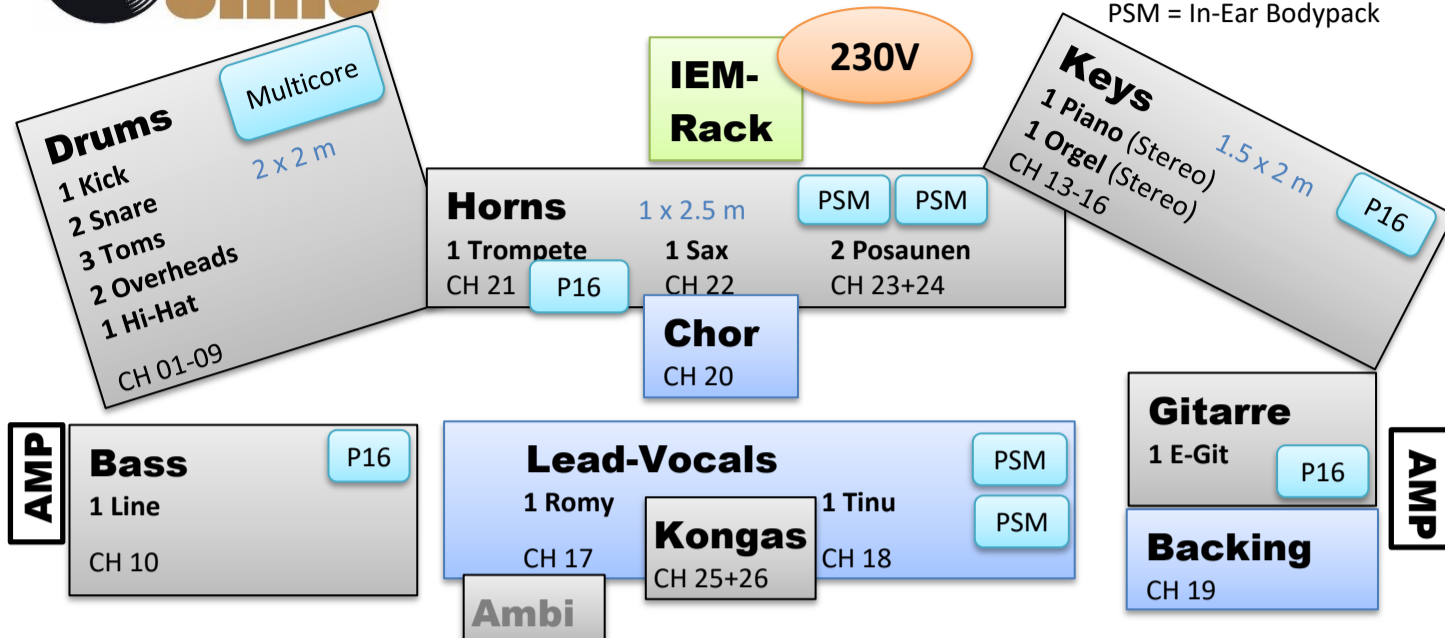 PSM = In-Ear Bodypack
Multicore
Drums
2 x 2 m
1 Kick
2 Snare
3 Toms
2 Overheads
1 Hi-Hat
CH 01-09
IEM-
Rack
230V
Keys
1 Piano (Stereo)
1 Orgel (Stereo)
CH 13-16
1.5 x 2 m
P16
Horns
1 x 2.5 m
PSM
PSM
1 Trompete
1 Sax
2 Posaunen
CH 21
P16
CH 22
CH 23+24
Chor
CH 20
AMP
Bass
P16
1 Line
CH 10
Lead-Vocals
PSM
1 Romy
1 Tinu
PSM
Kongas
CH 17
CH 18
CH 25+26
Ambi
Gitarre
1 E-Git
P16
AMP
Backing
CH 19